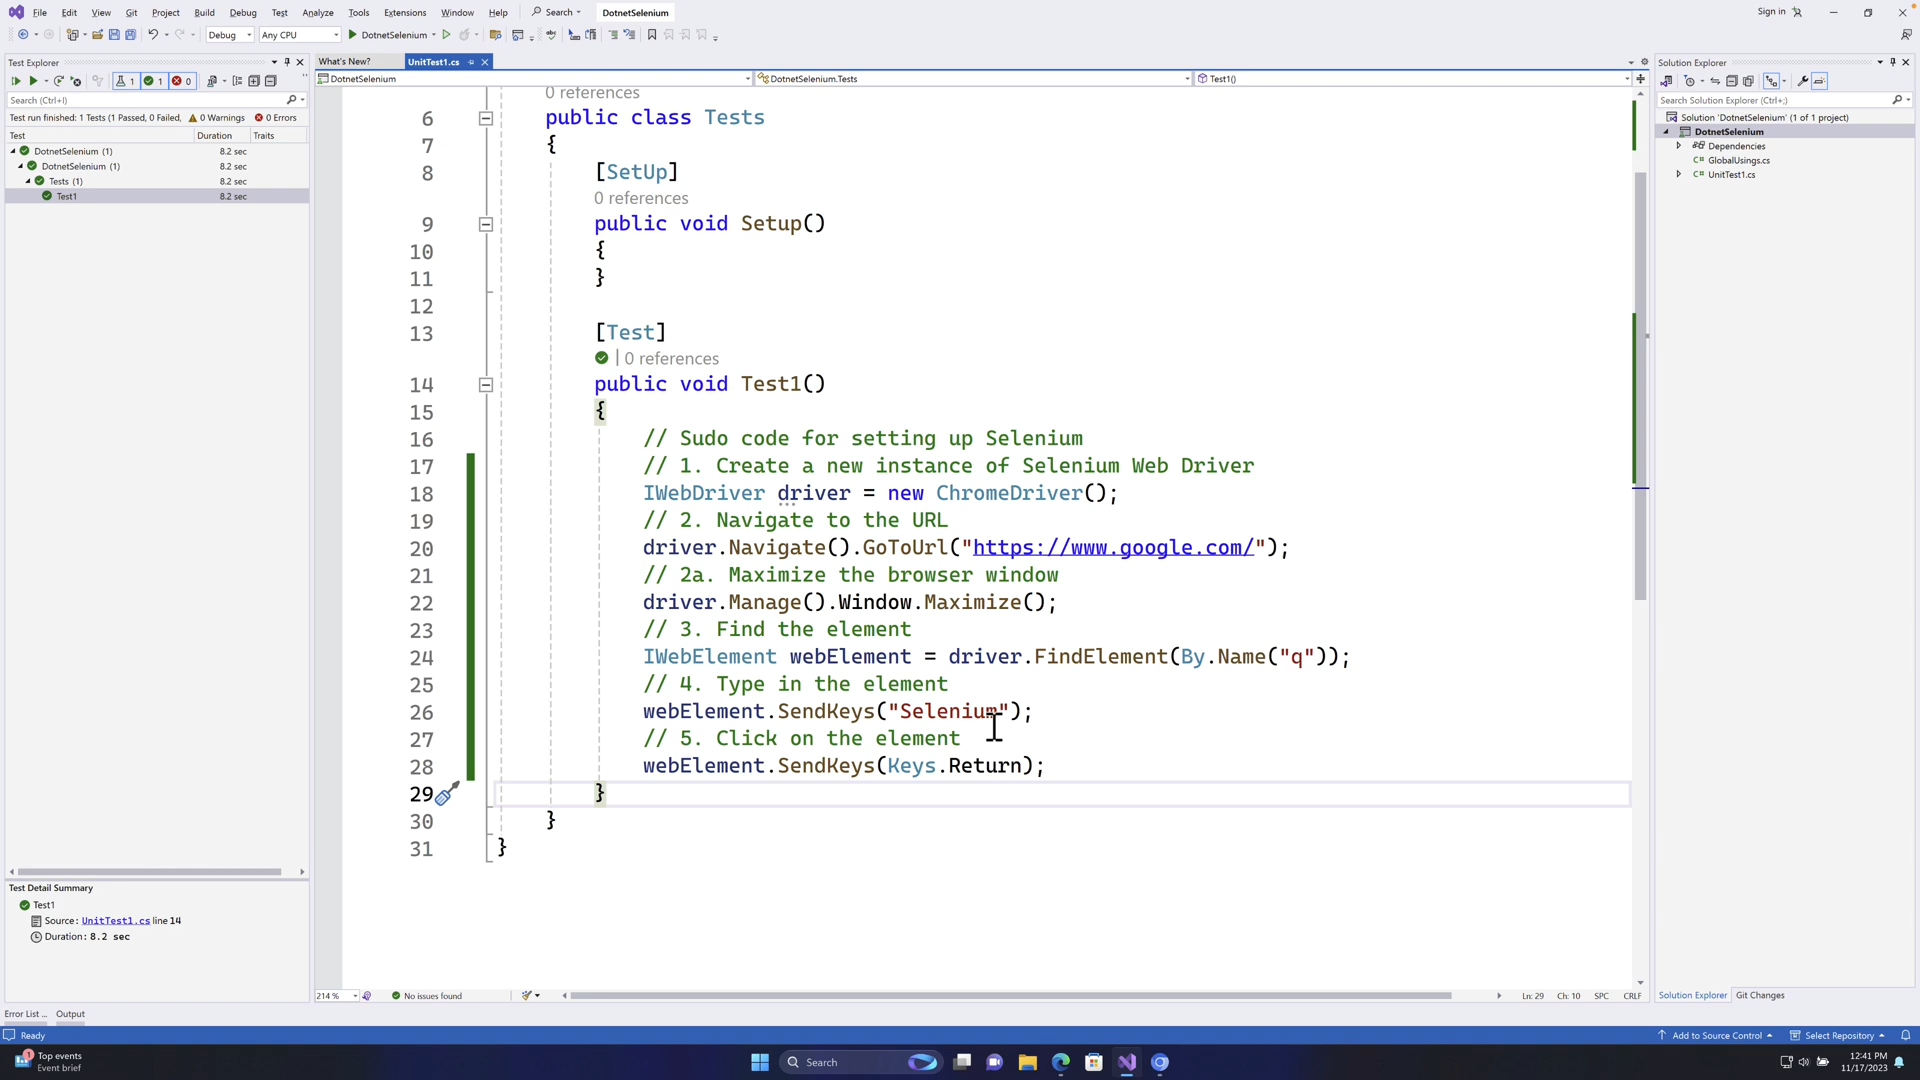 File Edit View Git Project Build Debug Test Analyze Tools Extensions Window Help Search DotnetSelenium Sign in
Debug Any CPU DotnetSelenium
Test Explorer
1 1 0
Search (Ctrl+I)
Test run finished: 1 Tests (1 Passed, 0 Failed, 0 Warnings 0 Errors
Test Duration Traits
DotnetSelenium (1) 8.2 sec
DotnetSelenium (1) 8.2 sec
Tests (1) 8.2 sec
Test1 8.2 sec
Test Detail Summary
Test1
Source: UnitTest1.cs line 14
Duration: 8.2 sec
What's New? UnitTest1.cs
DotnetSelenium DotnetSelenium.Tests Test1()
0 references
6 public class Tests
7 {
8 [SetUp]
0 references
9 public void Setup()
10 {
11 }
12
13 [Test]
| 0 references
14 public void Test1()
15 {
16 // Sudo code for setting up Selenium
17 // 1. Create a new instance of Selenium Web Driver
18 IWebDriver driver = new ChromeDriver();
19 // 2. Navigate to the URL
20 driver.Navigate().GoToUrl("https://www.google.com/");
21 // 2a. Maximize the browser window
22 driver.Manage().Window.Maximize();
23 // 3. Find the element
24 IWebElement webElement = driver.FindElement(By.Name("q"));
25 // 4. Type in the element
26 webElement.SendKeys("Selenium");
27 // 5. Click on the element
28 webElement.SendKeys(Keys.Return);
29 }
30 }
31 }
214 % No issues found Ln: 29 Ch: 10 SPC CRLF
Solution Explorer
Search Solution Explorer (Ctrl+;)
Solution 'DotnetSelenium' (1 of 1 project)
DotnetSelenium
Dependencies
C# GlobalUsings.cs
C# UnitTest1.cs
Solution Explorer Git Changes
Error List ... Output
Ready Add to Source Control Select Repository
1 Top events
Event brief
Search
12:41 PM
11/17/2023